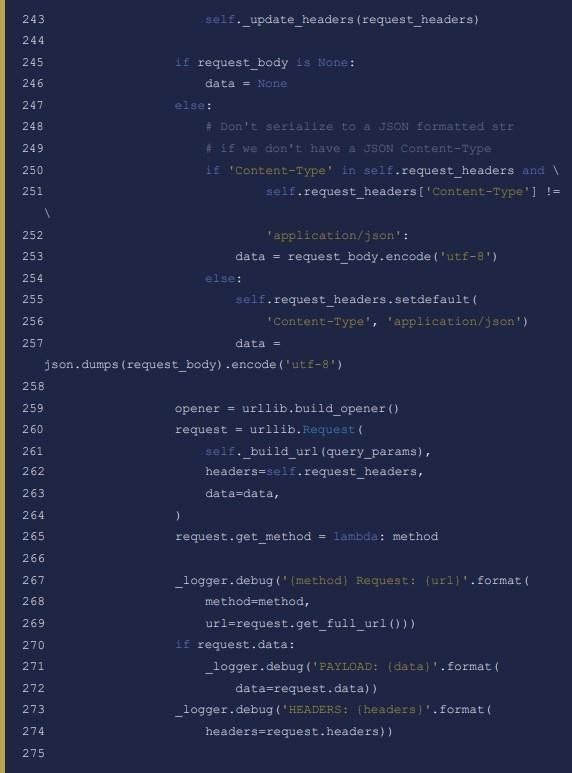 243                     self._update_headers(request_headers)
244
245                 if request_body is None:
246                     data = None
247                 else:
248                     # Don't serialize to a JSON formatted str
249                     # if we don't have a JSON Content-Type
250                     if 'Content-Type' in self.request_headers and \
251                             self.request_headers['Content-Type'] !=
\
252                             'application/json':
253                         data = request_body.encode('utf-8')
254                     else:
255                         self.request_headers.setdefault(
256                             'Content-Type', 'application/json')
257                         data =
json.dumps(request_body).encode('utf-8')
258
259                 opener = urllib.build_opener()
260                 request = urllib.Request(
261                     self._build_url(query_params),
262                     headers=self.request_headers,
263                     data=data,
264                 )
265                 request.get_method = lambda: method
266
267                 _logger.debug('{method} Request: {url}'.format(
268                     method=method,
269                     url=request.get_full_url()))
270                 if request.data:
271                     _logger.debug('PAYLOAD: {data}'.format(
272                         data=request.data))
273                 _logger.debug('HEADERS: {headers}'.format(
274                     headers=request.headers))
275